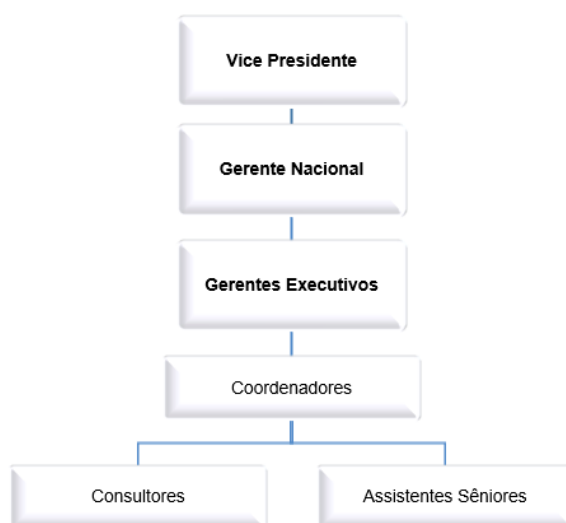 Vice Presidente
Gerente Nacional
Gerentes Executivos
Coordenadores
Consultores
Assistentes Sêniores